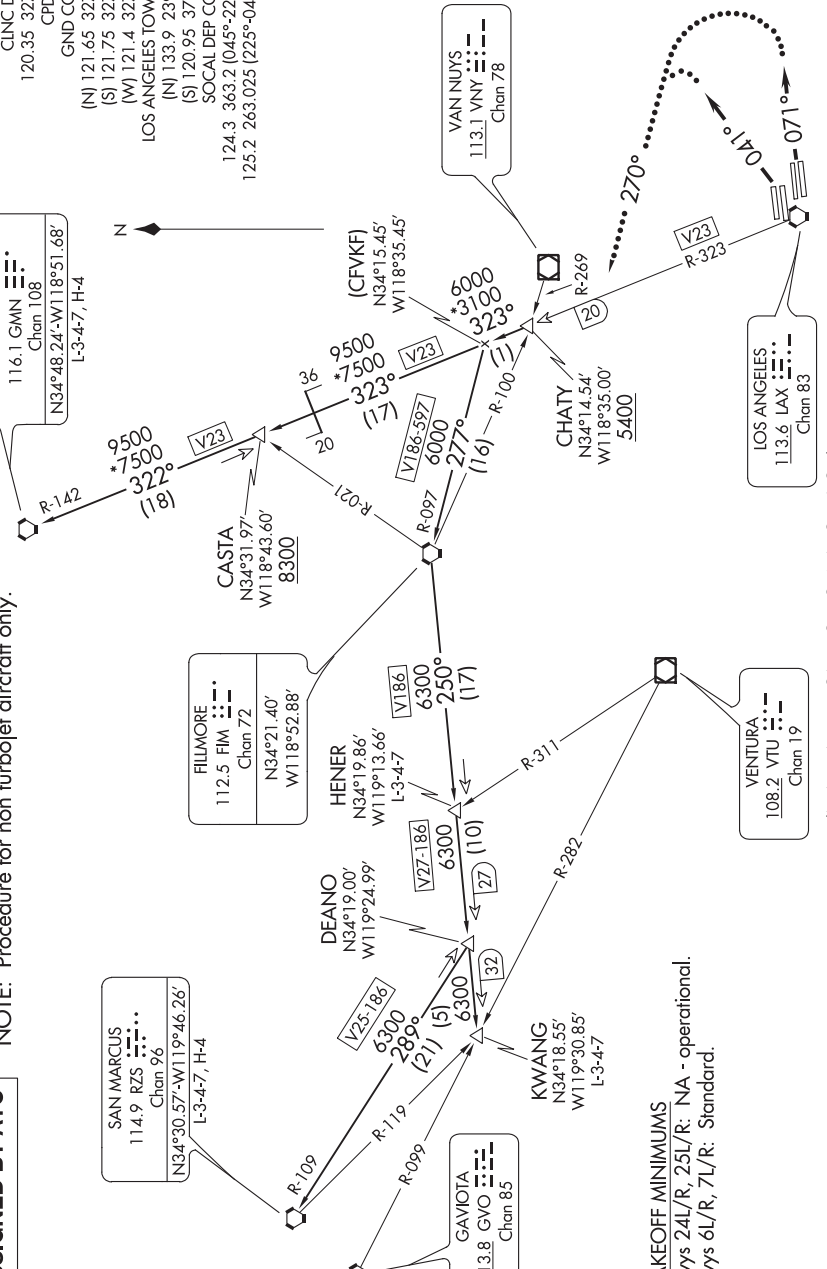 NOTE: Procedure for non turbojet aircraft only.
(N) 121.65
(S) 121.75
(W) 121.4
(N) 133.9
(S) 120.95
124.3 363.2
125.2 263.025
120.35
GND
SOCAL DEP
LOS ANGELES
116.1 GMN
Chan 108
N34°48.24'-W118°51.68'
L-3-4-7, H-4
N
VAN NUYS
113.1 VNY
Chan 78
(CFVKF)
N34°15.45'
W118°35.45'
270°
041°
071°
R-142
9500
*7500
V23
322°
(18)
CASTA
N34°31.97'
W118°43.60'
8300
36
20
9500
*7500
V23
323°
(17)
6000
*3100
323°
(1)
R-269
20
V23
R-323
CHATY
N34°14.54'
W118°35.00'
5400
LOS ANGELES
113.6 LAX
Chan 83
R-021
R-100
V186-597
6000
277°
(16)
R-097
FILLMORE
112.5 FIM
Chan 72
N34°21.40'
W118°52.88'
V186
6300
250°
(17)
HENER
N34°19.86'
W119°13.66'
L-3-4-7
V27-186
6300
(10)
27
DEANO
N34°19.00'
W119°24.99'
R-311
R-282
VENTURA
108.2 VTU
Chan 19
SAN MARCUS
114.9 RZS
Chan 96
N34°30.57'-W119°46.26'
L-3-4-7, H-4
V25-186
6300
289°
(21)
(5)
6300
32
KWANG
N34°18.55'
W119°30.85'
L-3-4-7
R-109
R-119
R-099
GAVIOTA
13.8 GVO
Chan 85
AKEOFF MINIMUMS
wys 24L/R, 25L/R: NA - operational.
wys 6L/R, 7L/R: Standard.